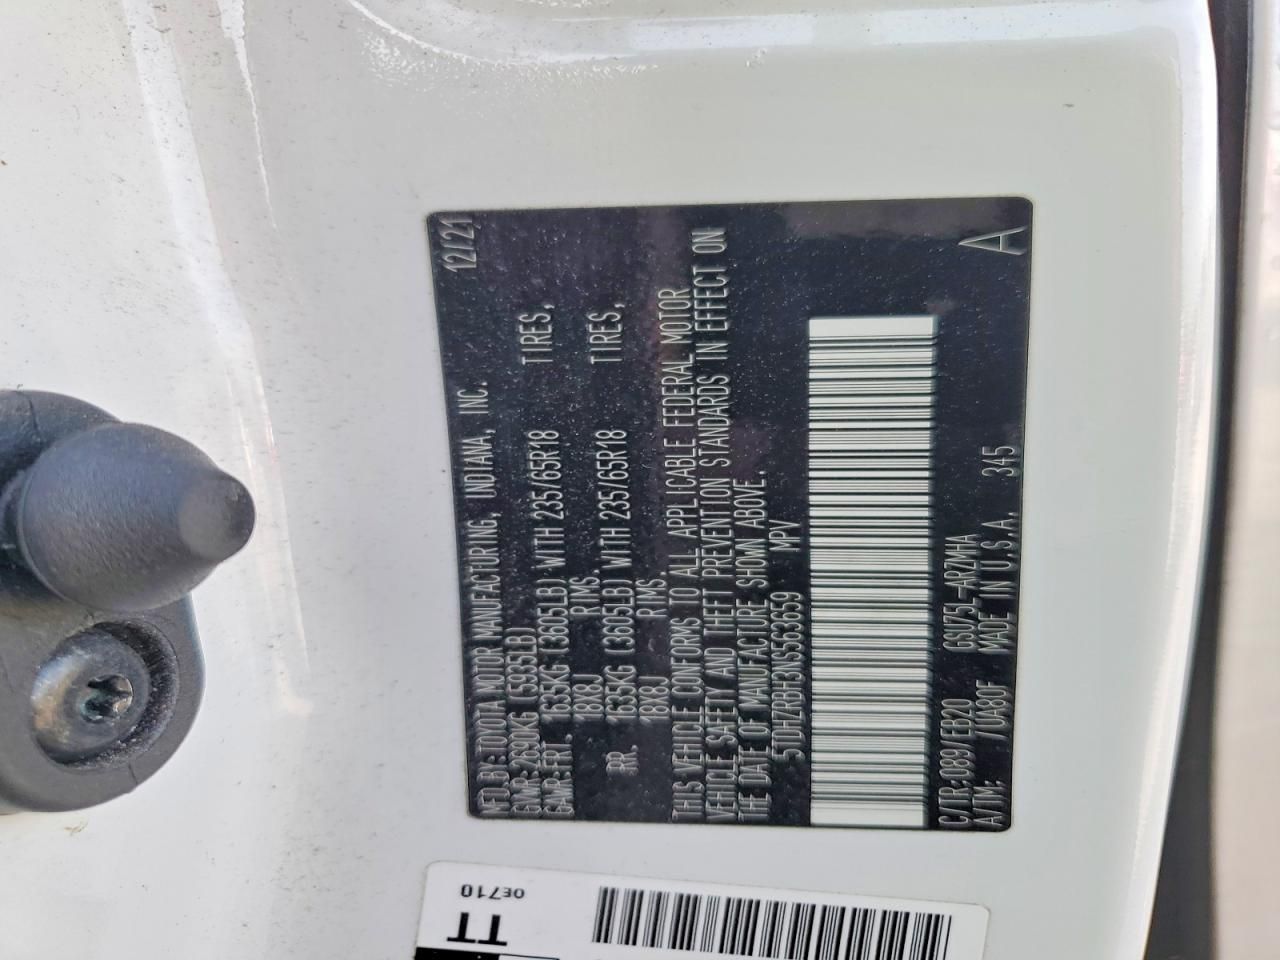 MFD.BY: TOYOTA MOTOR MANUFACTURING, INDIANA, INC. 12/21
GVWR: 2690KG (5935LB)
GAWR: FRT. 1635KG (3605LB) WITH 235/65R18 TIRES,
18X8J RIMS.
RR. 1635KG (3605LB) WITH 235/65R18 TIRES,
18X8J RIMS.
THIS VEHICLE CONFORMS TO ALL APPLICABLE FEDERAL MOTOR
VEHICLE SAFETY AND THEFT PREVENTION STANDARDS IN EFFECT ON
THE DATE OF MANUFACTURE SHOWN ABOVE.
5TDHZRBH3NS563659 MPV
C/TR: 089/EB20 GSU75L-ARZMHA
A/TM: /UA80F MADE IN U.S.A. 345 A
TT
OE710